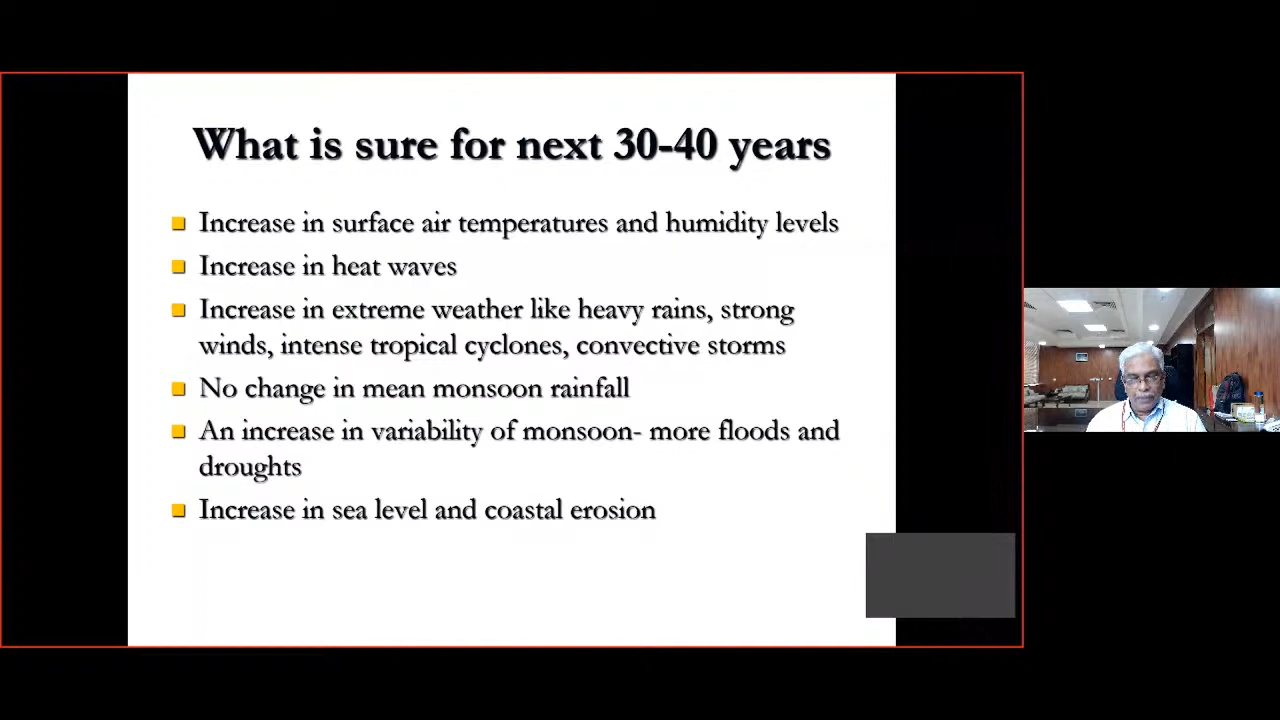 What is sure for next 30-40 years
Increase in surface air temperatures and humidity levels
Increase in heat waves
Increase in extreme weather like heavy rains, strong
winds, intense tropical cyclones, convective storms
No change in mean monsoon rainfall
An increase in variability of monsoon- more floods and
droughts
Increase in sea level and coastal erosion